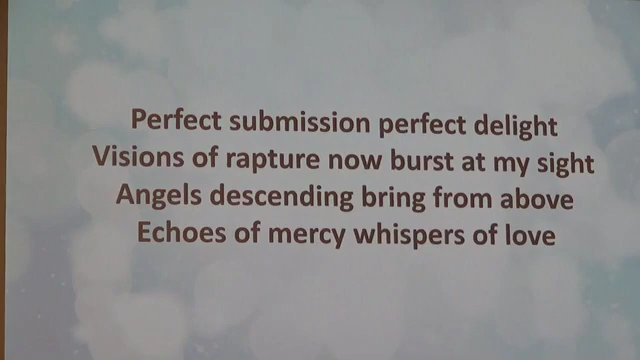 Perfect submission perfect delight
Visions of rapture now burst at my sight
Angels descending bring from above
Echoes of mercy whispers of love